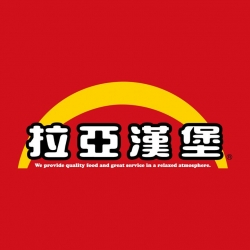 拉亞漢堡®
We provide quality food and great service in a relaxed atmosphere.